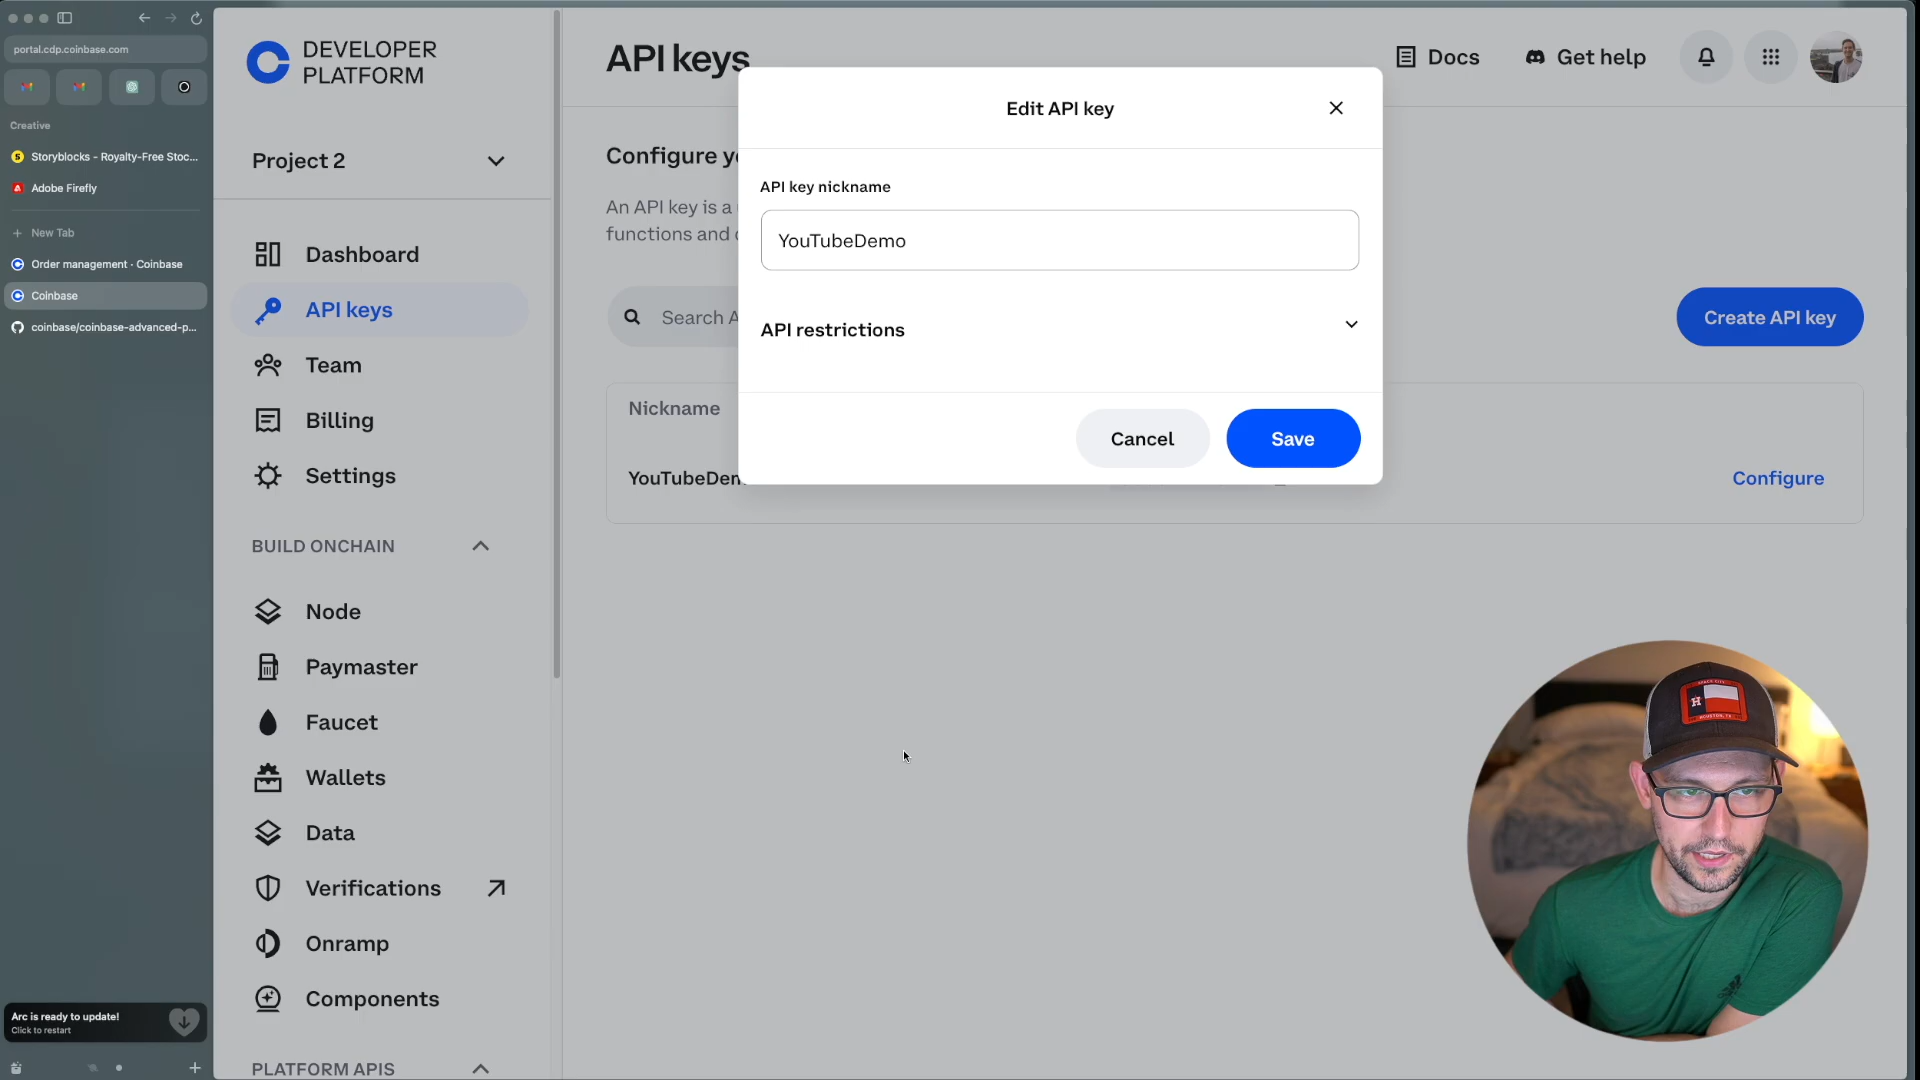 portal.cdp.coinbase.com
Creative
Storyblocks - Royalty-Free Stoc...
Adobe Firefly
New Tab
Order management - Coinbase
Coinbase
coinbase/coinbase-advanced-p...
Arc is ready to update!
Click to restart
DEVELOPER
PLATFORM
Project 2
Dashboard
API keys
Team
Billing
Settings
BUILD ONCHAIN
Node
Paymaster
Faucet
Wallets
Data
Verifications
Onramp
Components
PLATFORM APIS
API keys
Docs
Get help
Configure y
An API key is a
functions and
Search A
Create API key
Nickname
YouTubeDem
Configure
Edit API key
API key nickname
YouTubeDemo
API restrictions
Cancel
Save
H
HOUSTON, TX